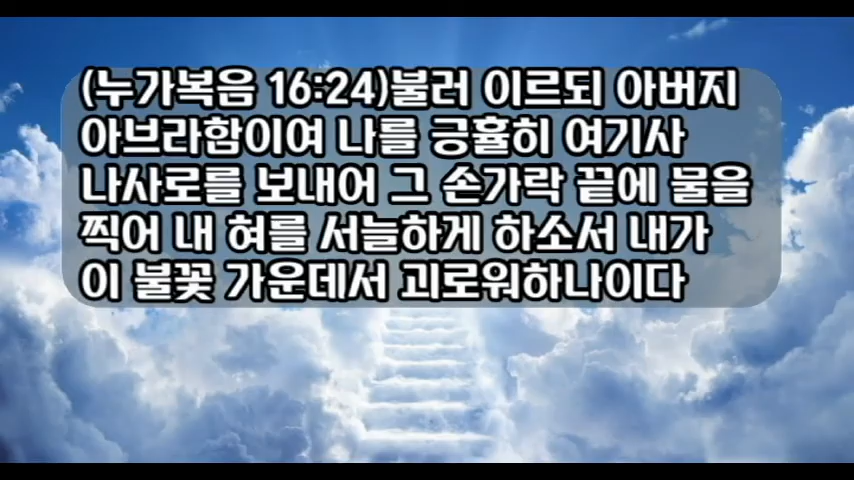 (누가복음 16:24)불러 이르되 아버지
아브라함이여 나를 긍휼히 여기사
나사로를 보내어 그 손가락 끝에 물을
찍어 내 혀를 서늘하게 하소서 내가
이 불꽃 가운데서 괴로워하나이다